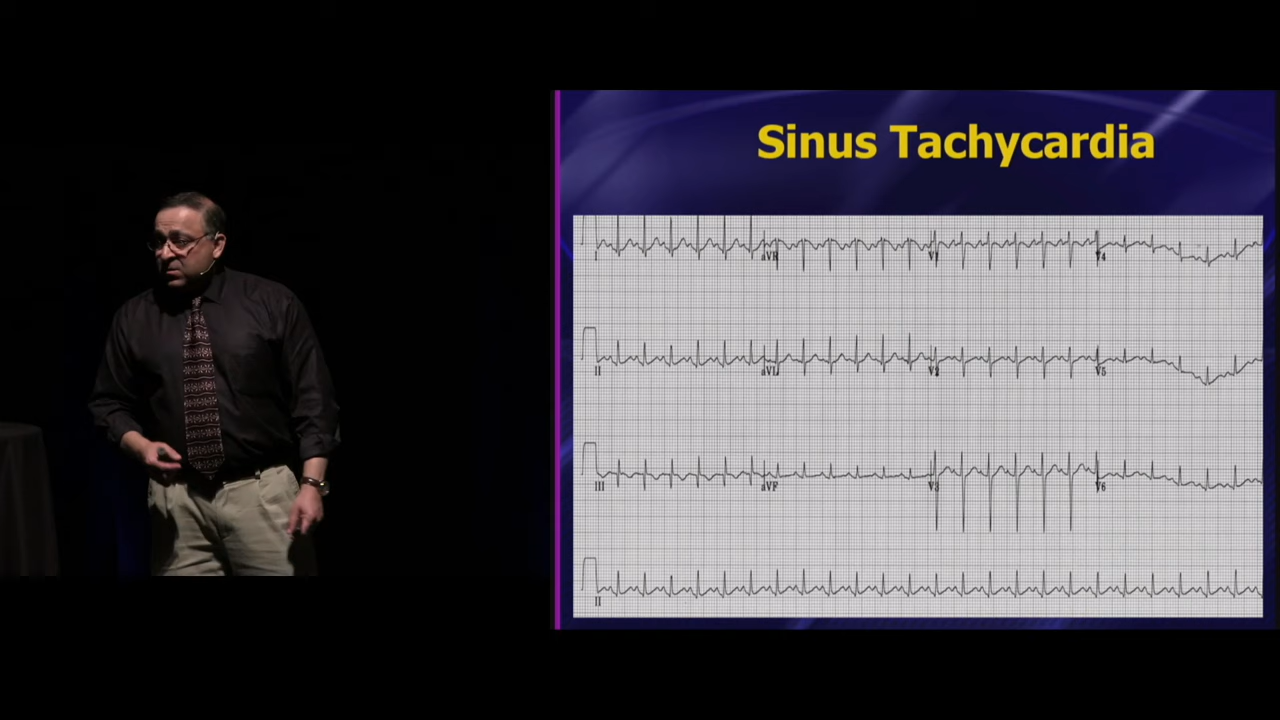 Sinus Tachycardia
I aVR V1 V4
II aVL V2 V5
III aVF V3 V6
II